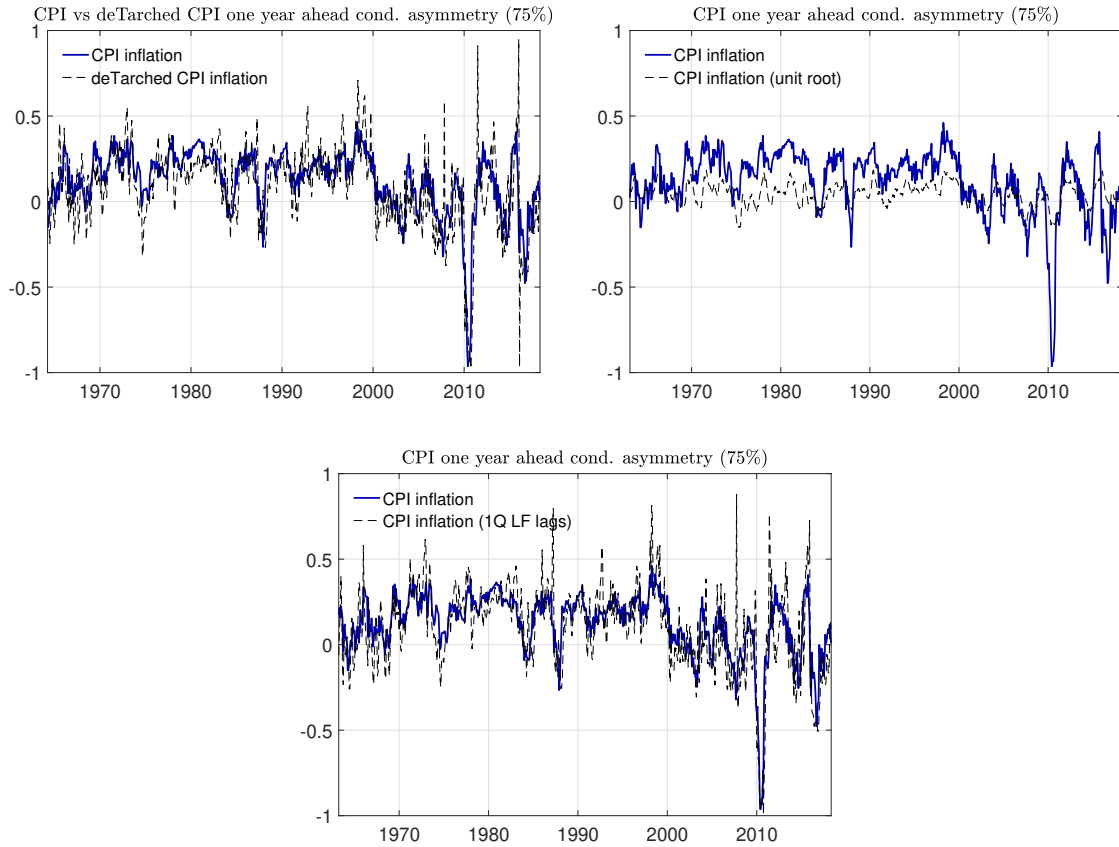 CPI vs deTarched CPI one year ahead cond. asymmetry (75%)
1
CPI inflation
deTarched CPI inflation
0.5
0
-0.5
-1
1970 1980 1990 2000 2010
CPI one year ahead cond. asymmetry (75%)
1
CPI inflation
CPI inflation (unit root)
0.5
0
-0.5
-1
1970 1980 1990 2000 2010
CPI one year ahead cond. asymmetry (75%)
1
CPI inflation
CPI inflation (1Q LF lags)
0.5
0
-0.5
-1
1970 1980 1990 2000 2010